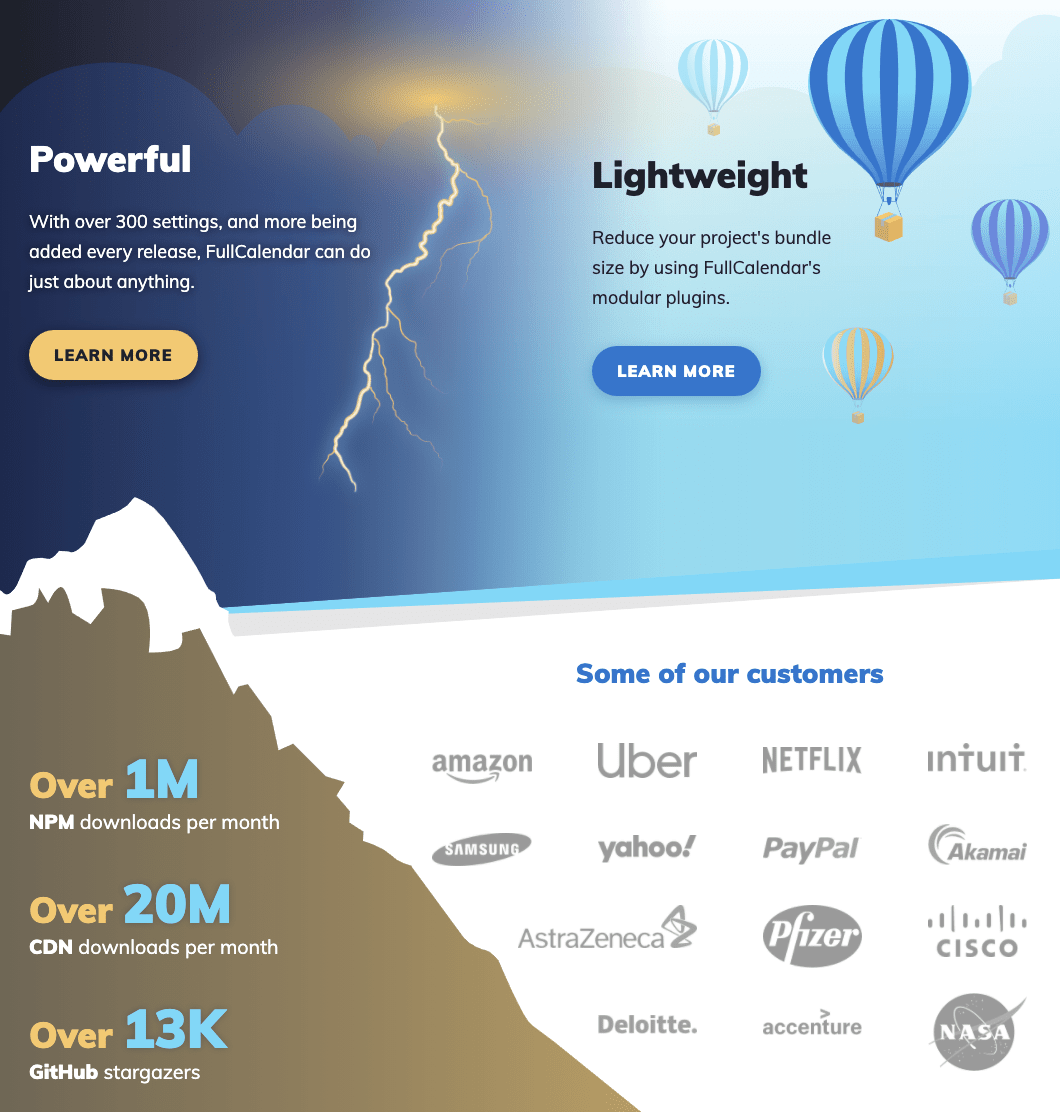 Powerful
With over 300 settings, and more being
added every release, FullCalendar can do
just about anything.
LEARN MORE
Lightweight
Reduce your project's bundle
size by using FullCalendar's
modular plugins.
LEARN MORE
Over 1M
NPM downloads per month
Over 20M
CDN downloads per month
Over 13K
GitHub stargazers
Some of our customers
amazon Uber NETFLIX intuit.
SAMSUNG yahoo! PayPal Akamai
AstraZeneca Pfizer CISCO
Deloitte. accenture NASA